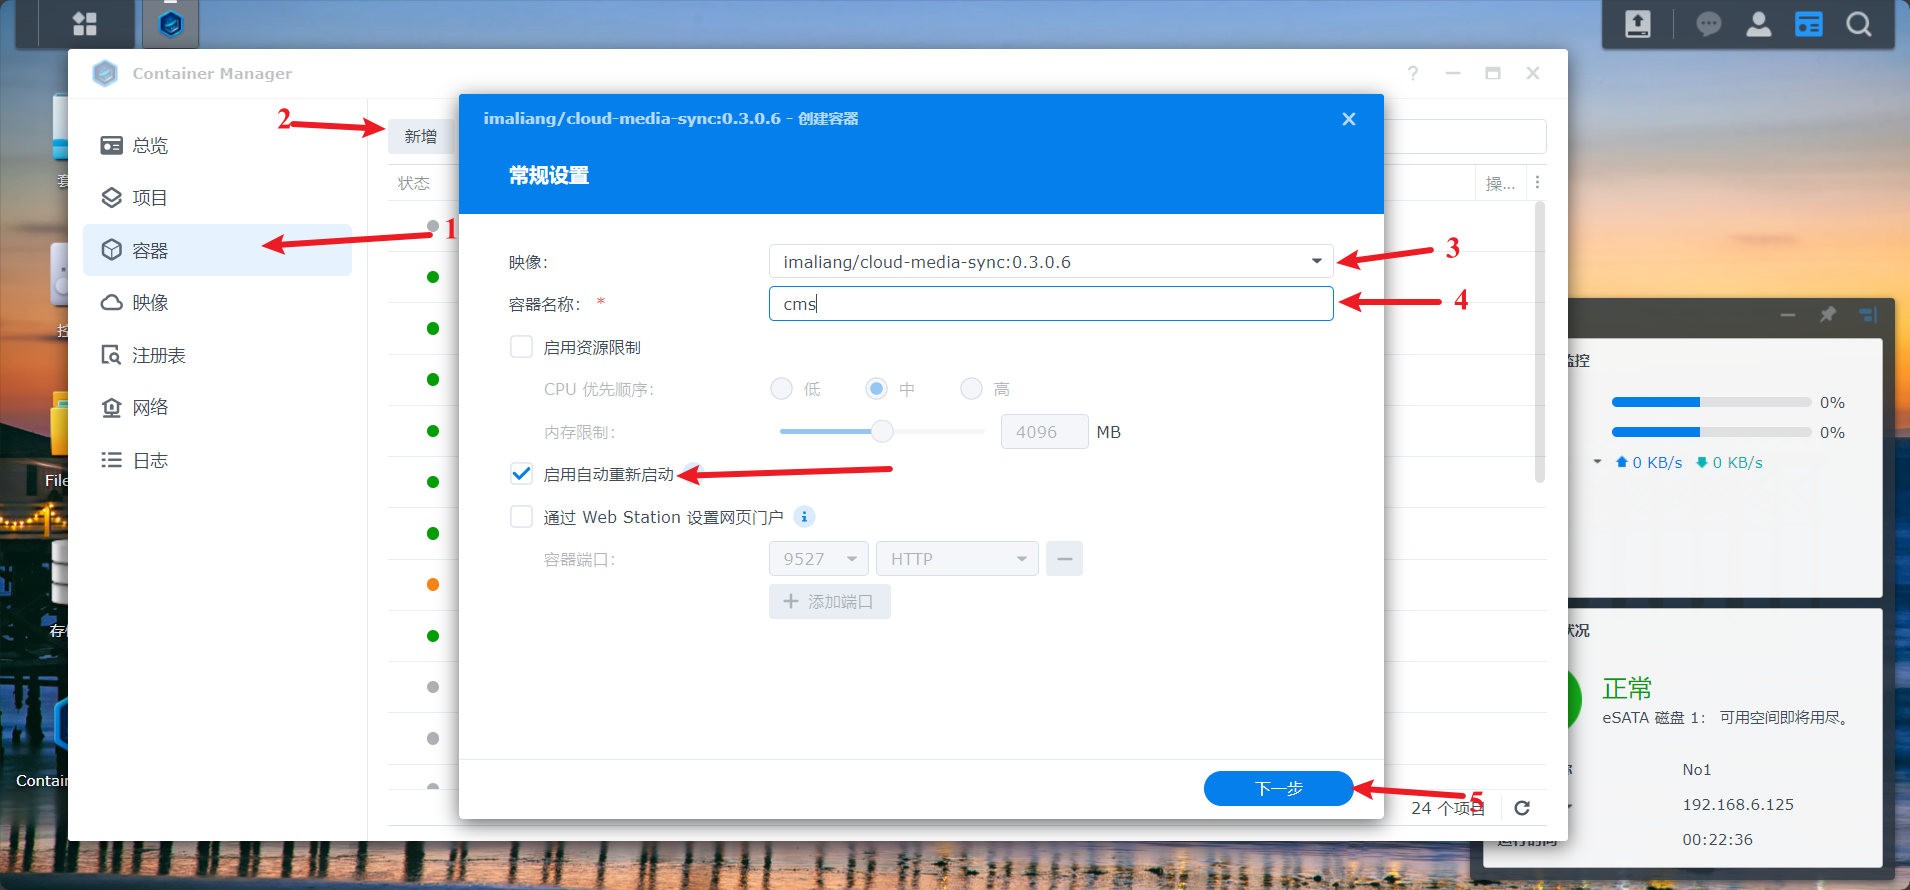 Container Manager
?
总览
项目
容器
映像
注册表
网络
日志
2
1
新增
状态
操...
imaliang/cloud-media-sync:0.3.0.6 - 创建容器
常规设置
映像：
imaliang/cloud-media-sync:0.3.0.6
3
容器名称： *
cms
4
启用资源限制
CPU 优先顺序：
低
中
高
内存限制：
4096
MB
启用自动重新启动
通过 Web Station 设置网页门户
容器端口：
9527
HTTP
添加端口
下一步
5
24 个项目
File
Contain
监控
0%
0%
0 KB/s
0 KB/s
状况
正常
eSATA 磁盘 1： 可用空间即将用尽。
No1
192.168.6.125
00:22:36